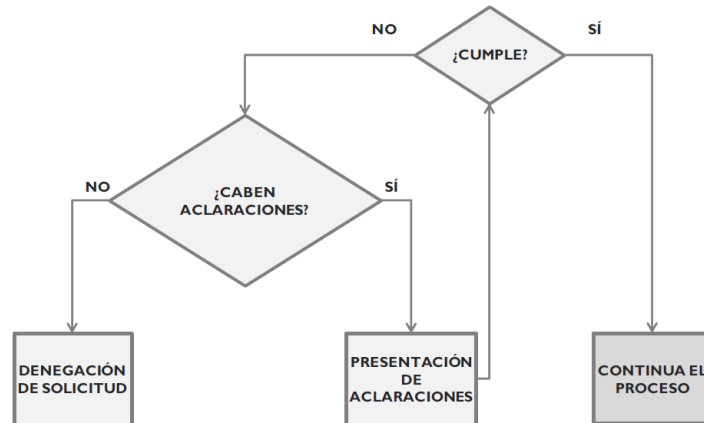 NO
SÍ
¿CUMPLE?
NO
SÍ
¿CABEN
ACLARACIONES?
DENEGACIÓN
DE SOLICITUD
PRESENTACIÓN
DE
ACLARACIONES
CONTINUA EL
PROCESO